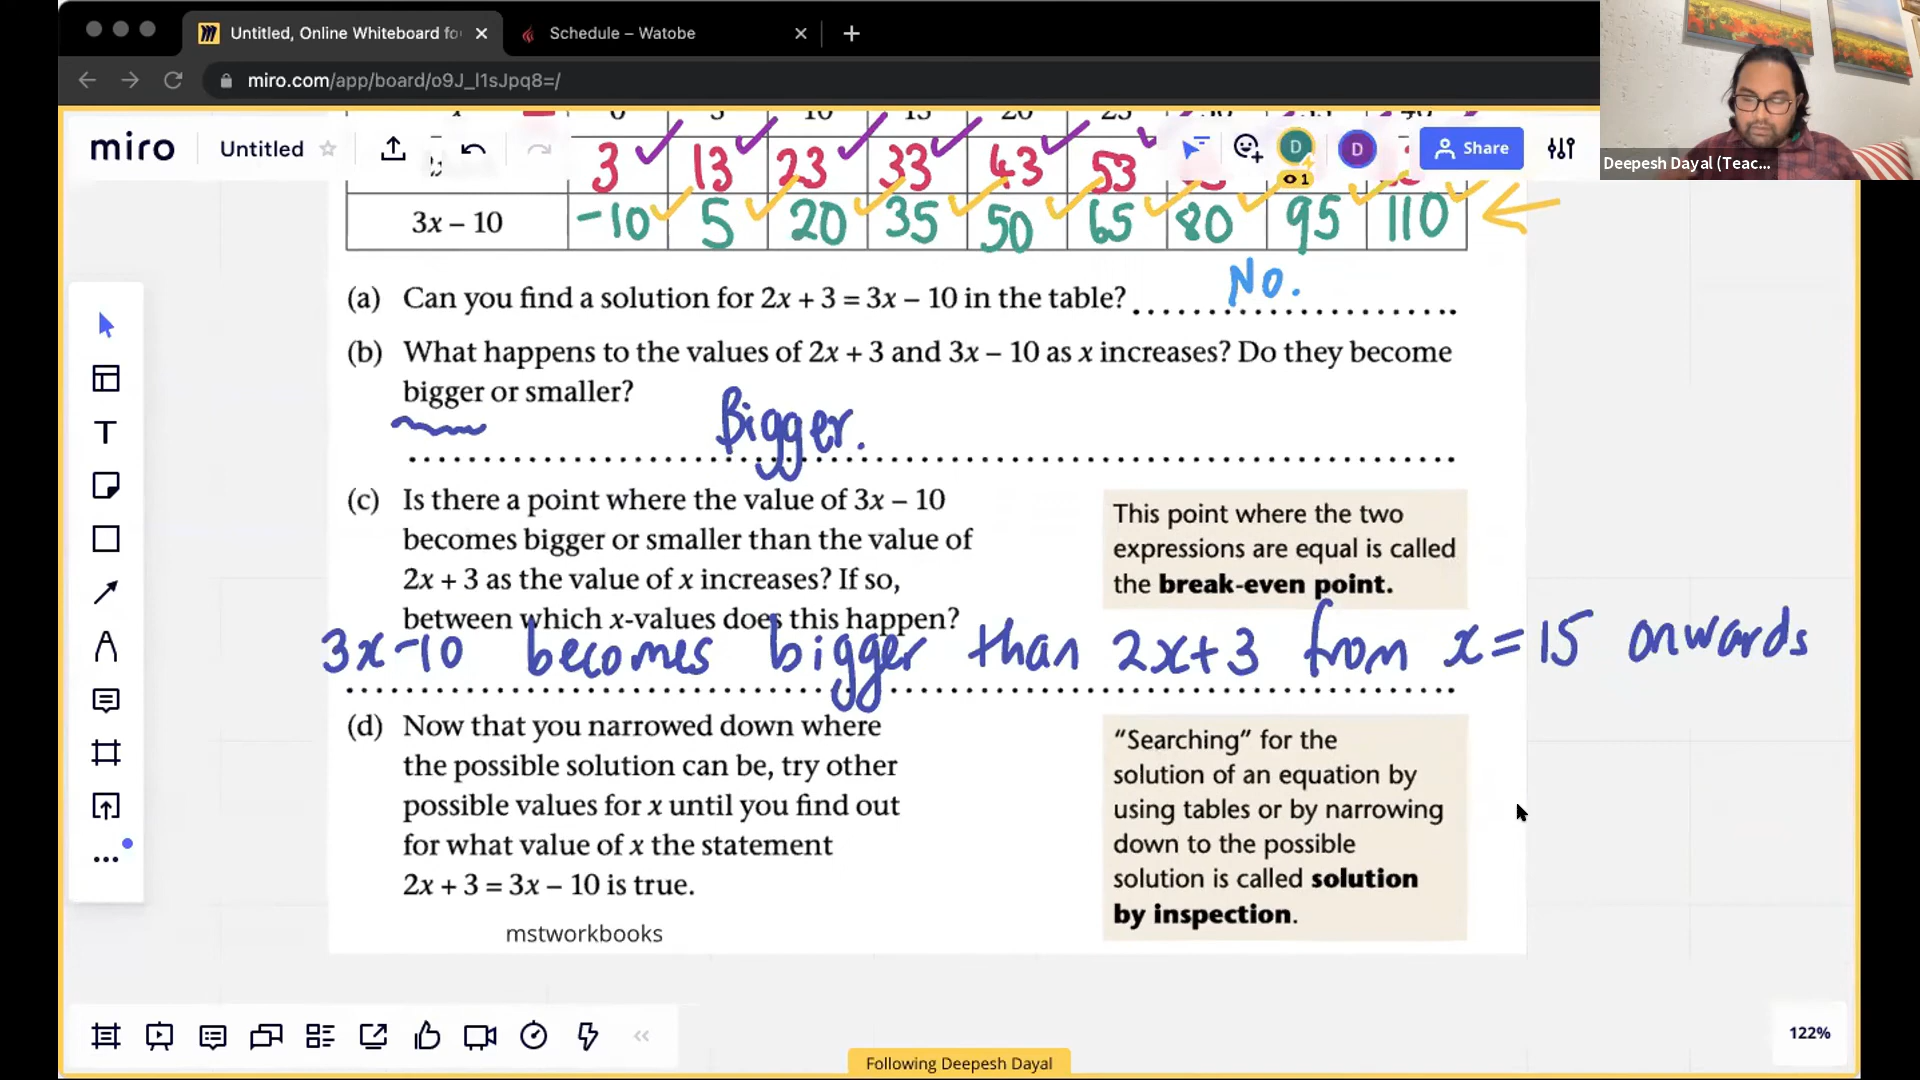 Untitled, Online Whiteboard fo
Schedule – Watobe
miro.com/app/board/o9J_l1sJpq8=/
miro
Untitled
D
D
1
Share
Deepesh Dayal (Teac...
3 13 23 33 43 53
3x – 10 -10 5 20 35 50 65 80 95 110
(a) Can you find a solution for 2x + 3 = 3x – 10 in the table? No.
(b) What happens to the values of 2x + 3 and 3x – 10 as x increases? Do they become
bigger or smaller?
Bigger.
(c) Is there a point where the value of 3x – 10
becomes bigger or smaller than the value of
2x + 3 as the value of x increases? If so,
between which x-values does this happen?
This point where the two
expressions are equal is called
the break-even point.
3x-10 becomes bigger than 2x+3 from x = 15 onwards
(d) Now that you narrowed down where
the possible solution can be, try other
possible values for x until you find out
for what value of x the statement
2x + 3 = 3x – 10 is true.
"Searching" for the
solution of an equation by
using tables or by narrowing
down to the possible
solution is called solution
by inspection.
mstworkbooks
122%
Following Deepesh Dayal